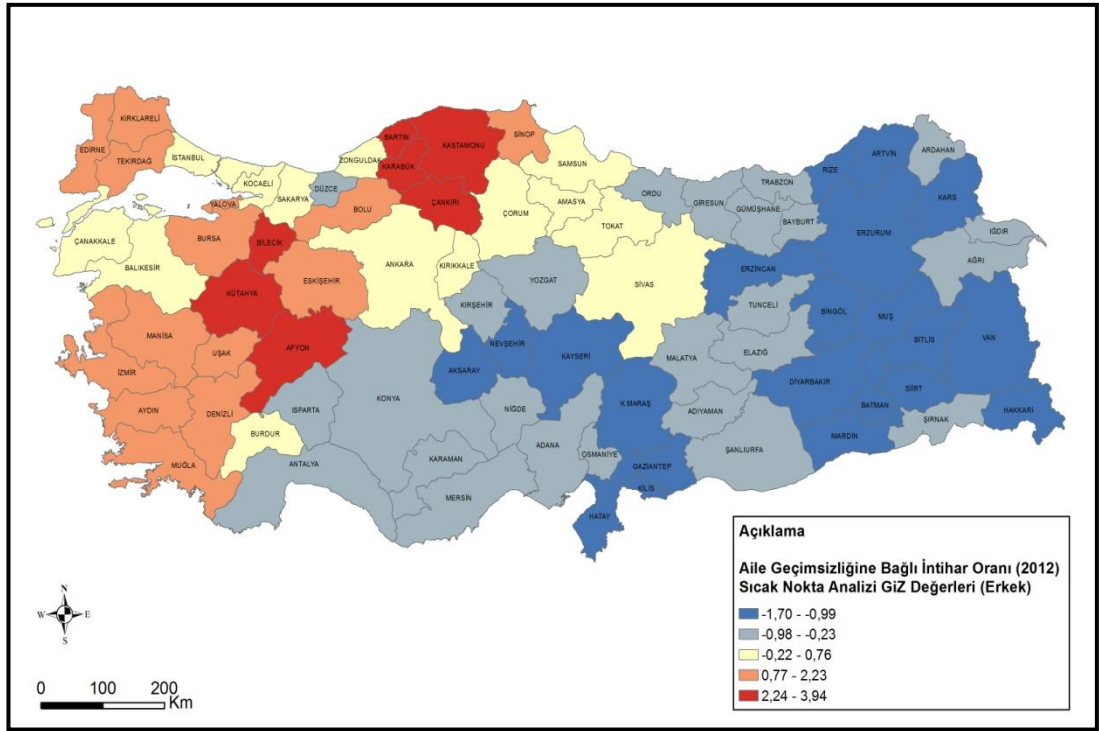 KIRKLARELİ
EDİRNE
TEKİRDAĞ
İSTANBUL
KOCAELİ
SAKARYA
YALOVA
DÜZCE
ZONGULDAK
BARTIN
KARABÜK
KASTAMONU
SİNOP
ÇANKIRI
BOLU
SAMSUN
AMASYA
ÇORUM
TOKAT
ORDU
GİRESUN
TRABZON
GÜMÜŞHANE
BAYBURT
RİZE
ARTVİN
ARDAHAN
KARS
IĞDIR
AĞRI
ERZURUM
ERZİNCAN
ÇANAKKALE
BALIKESİR
BURSA
BİLECİK
ESKİŞEHİR
KÜTAHYA
ANKARA
KIRIKKALE
KIRŞEHİR
YOZGAT
SİVAS
TUNCELİ
BİNGÖL
MUŞ
BİTLİS
VAN
MANİSA
UŞAK
AFYON
İZMİR
AYDIN
DENİZLİ
MUĞLA
BURDUR
ISPARTA
ANTALYA
KONYA
AKSARAY
NEVŞEHİR
KAYSERİ
NİĞDE
KARAMAN
MERSİN
ADANA
OSMANİYE
K.MARAŞ
MALATYA
ELAZIĞ
ADIYAMAN
DİYARBAKIR
BATMAN
SİİRT
ŞIRNAK
HAKKARİ
MARDİN
ŞANLIURFA
GAZİANTEP
KİLİS
HATAY
N
W E
S
0 100 200
Km
Açıklama
Aile Geçimsizliğine Bağlı İntihar Oranı (2012)
Sıcak Nokta Analizi GiZ Değerleri (Erkek)
-1,70 - -0,99
-0,98 - -0,23
-0,22 - 0,76
0,77 - 2,23
2,24 - 3,94